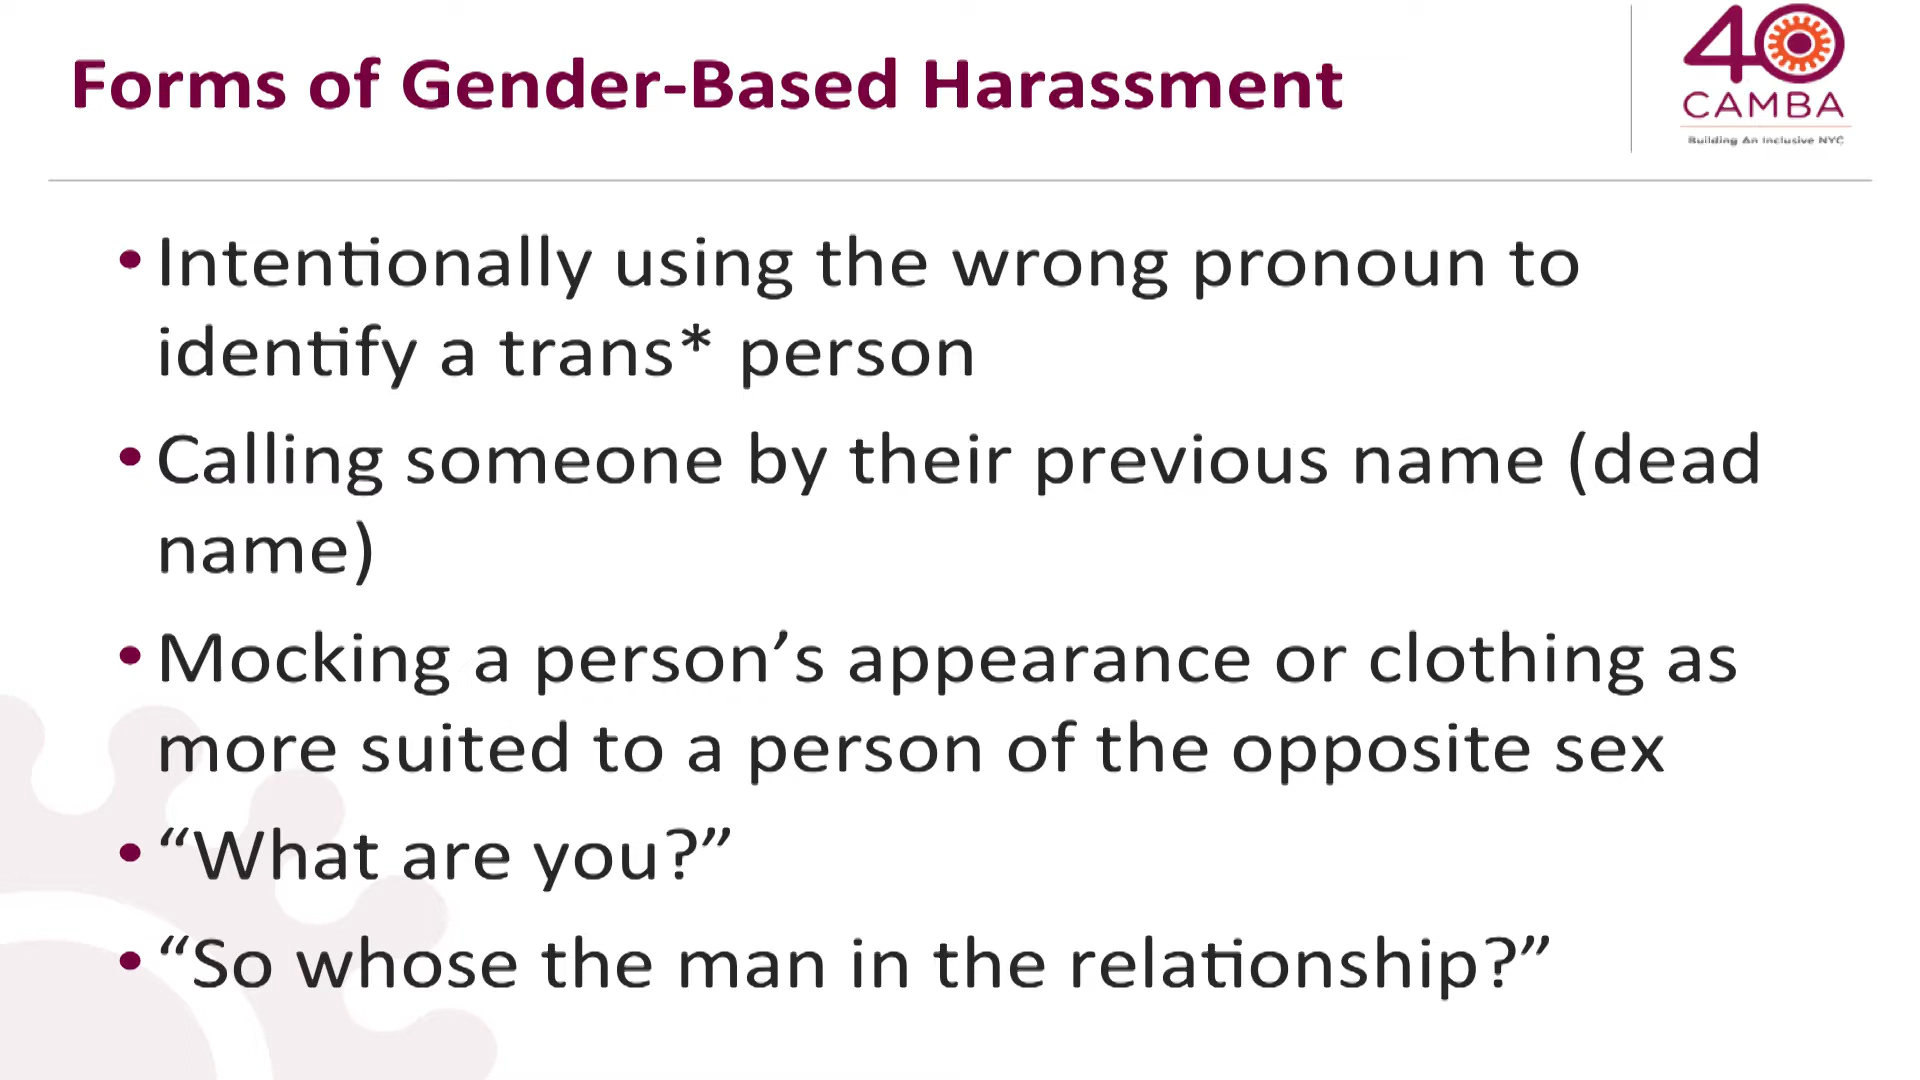 Forms of Gender-Based Harassment
40
CAMBA
Building An Inclusive NYC
• Intentionally using the wrong pronoun to
identify a trans* person
• Calling someone by their previous name (dead
name)
• Mocking a person’s appearance or clothing as
more suited to a person of the opposite sex
• “What are you?”
• “So whose the man in the relationship?”